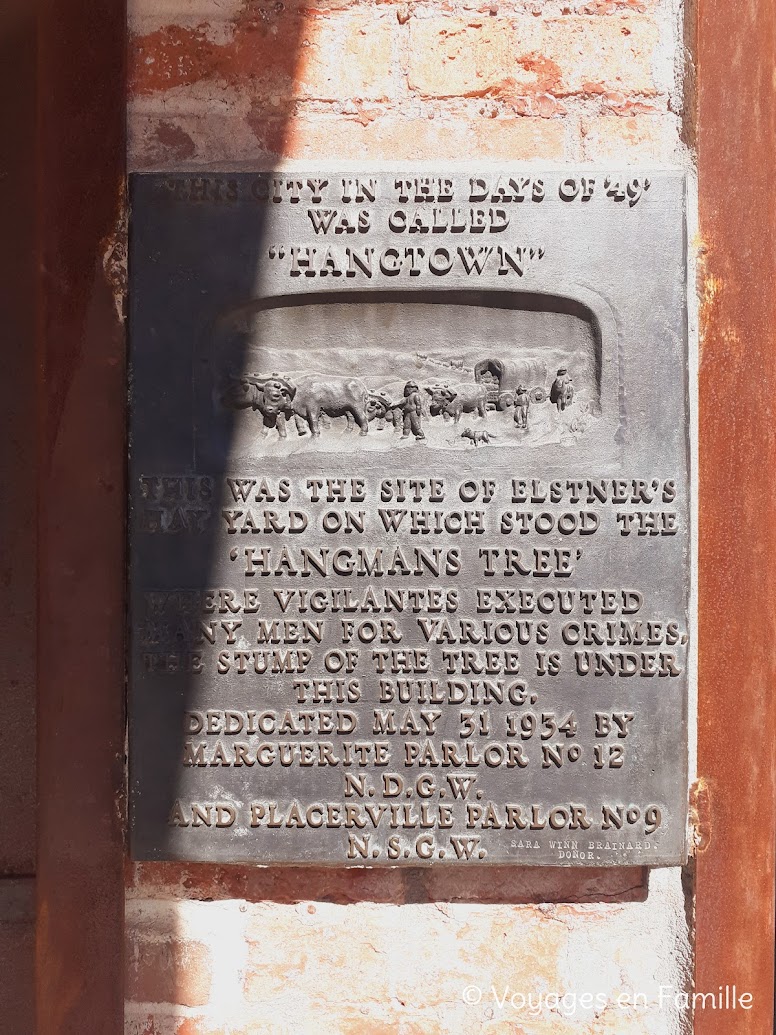 THIS CITY IN THE DAYS OF '49'
WAS CALLED
"HANGTOWN"
THIS WAS THE SITE OF ELSTNER'S
HAY YARD ON WHICH STOOD THE
'HANGMANS TREE'
WHERE VIGILANTES EXECUTED
MANY MEN FOR VARIOUS CRIMES.
THE STUMP OF THE TREE IS UNDER
THIS BUILDING.
DEDICATED MAY 31 1934 BY
MARGUERITE PARLOR NO 12
N.D.G.W.
AND PLACERVILLE PARLOR NO 9
N.S.G.W.
SARA WINN BRAINARD.
DONOR.
© Voyages en Famille